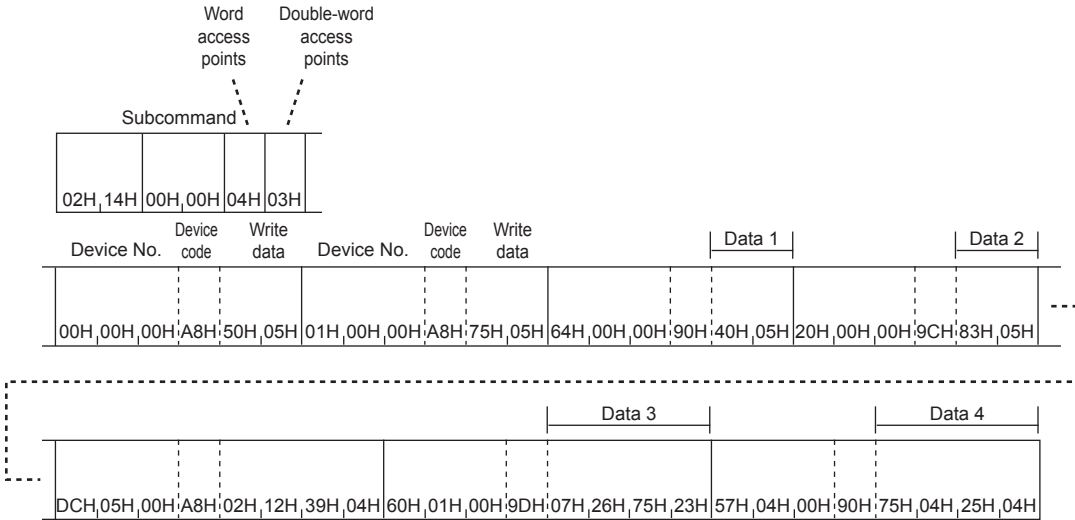 Word access points
Double-word access points
Subcommand
02H 14H 00H 00H 04H 03H
Device No. Device code Write data Device No. Device code Write data Data 1 Data 2
00H 00H 00H A8H 50H 05H 01H 00H 00H A8H 75H 05H 64H 00H 00H 90H 40H 05H 20H 00H 00H 9CH 83H 05H
Data 3 Data 4
DCH 05H 00H A8H 02H 12H 39H 04H 60H 01H 00H 9DH 07H 26H 75H 23H 57H 04H 00H 90H 75H 04H 25H 04H